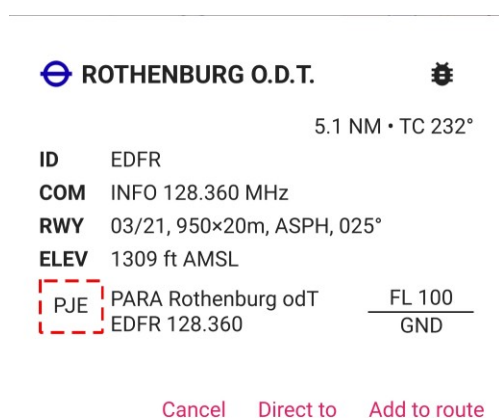 ROTHENBURG O.D.T.
5.1 NM • TC 232°
ID EDFR
COM INFO 128.360 MHz
RWY 03/21, 950×20m, ASPH, 025°
ELEV 1309 ft AMSL
PJE PARA Rothenburg odT FL 100
EDFR 128.360 GND
Cancel Direct to Add to route